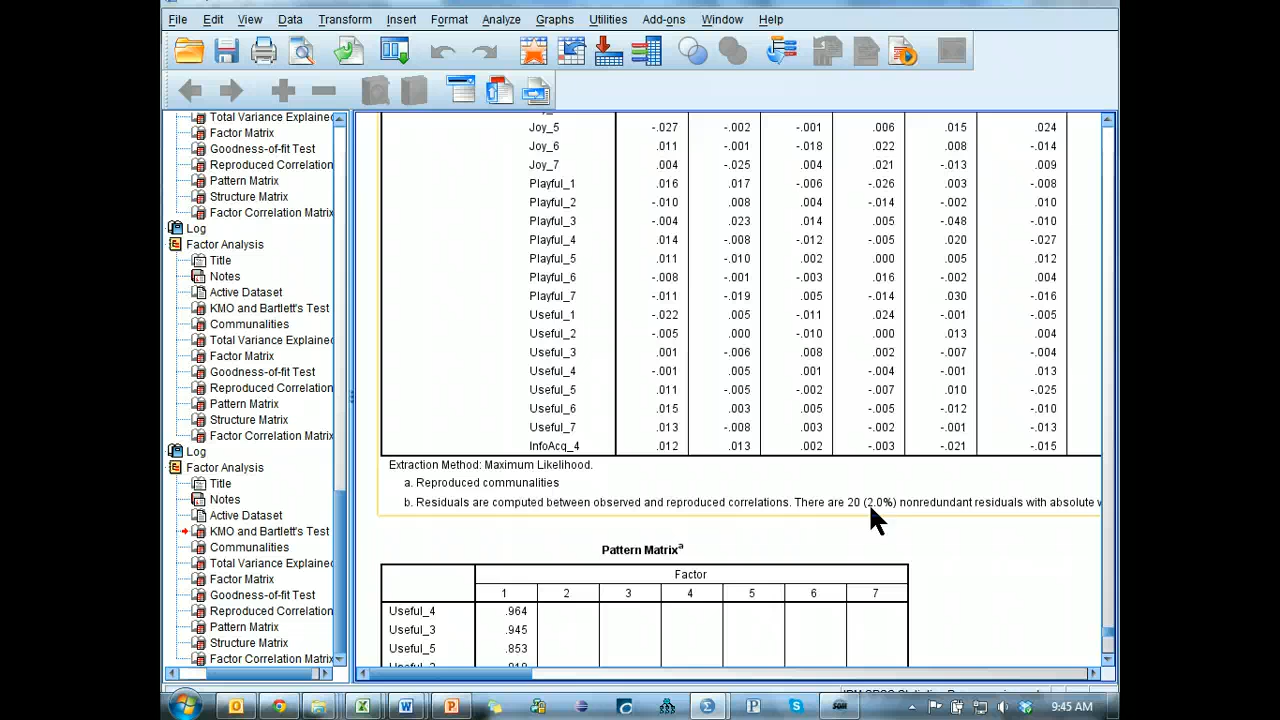 File Edit View Data Transform Insert Format Analyze Graphs Utilities Add-ons Window Help
Total Variance Explained
Factor Matrix
Goodness-of-fit Test
Reproduced Correlation
Pattern Matrix
Structure Matrix
Factor Correlation Matrix
Log
Factor Analysis
Title
Notes
Active Dataset
KMO and Bartlett's Test
Communalities
Total Variance Explained
Factor Matrix
Goodness-of-fit Test
Reproduced Correlation
Pattern Matrix
Structure Matrix
Factor Correlation Matrix
Log
Factor Analysis
Title
Notes
Active Dataset
KMO and Bartlett's Test
Communalities
Total Variance Explained
Factor Matrix
Goodness-of-fit Test
Reproduced Correlation
Pattern Matrix
Structure Matrix
Factor Correlation Matrix
Joy_5 -.027 -.002 -.001 .006 .015 .024
Joy_6 .011 -.001 -.018 .022 .008 -.014
Joy_7 .004 -.025 .004 .021 -.013 .009
Playful_1 .016 .017 -.006 -.026 .003 -.008
Playful_2 -.010 .008 .004 -.014 -.002 .010
Playful_3 -.004 .023 .014 .005 -.048 -.010
Playful_4 .014 -.008 -.012 -.005 .020 -.027
Playful_5 .011 -.010 .002 .000 .005 .012
Playful_6 -.008 -.001 -.003 .016 -.002 .004
Playful_7 -.011 -.019 .005 -.014 .030 -.016
Useful_1 -.022 .005 -.011 .024 -.001 -.005
Useful_2 -.005 .000 -.010 .000 .013 .004
Useful_3 .001 -.006 .008 .002 -.007 -.004
Useful_4 -.001 .005 .001 -.004 -.001 .013
Useful_5 .011 -.005 -.002 -.007 .010 -.025
Useful_6 .015 .003 .005 -.005 -.012 -.010
Useful_7 .013 -.008 .003 -.002 -.001 -.013
InfoAcq_4 .012 .013 .002 -.003 -.021 -.015
Extraction Method: Maximum Likelihood.
a. Reproduced communalities
b. Residuals are computed between observed and reproduced correlations. There are 20 (2.0%) nonredundant residuals with absolute
Pattern Matrixa
Factor
1 2 3 4 5 6 7
Useful_4 .964
Useful_3 .945
Useful_5 .853
9:45 AM